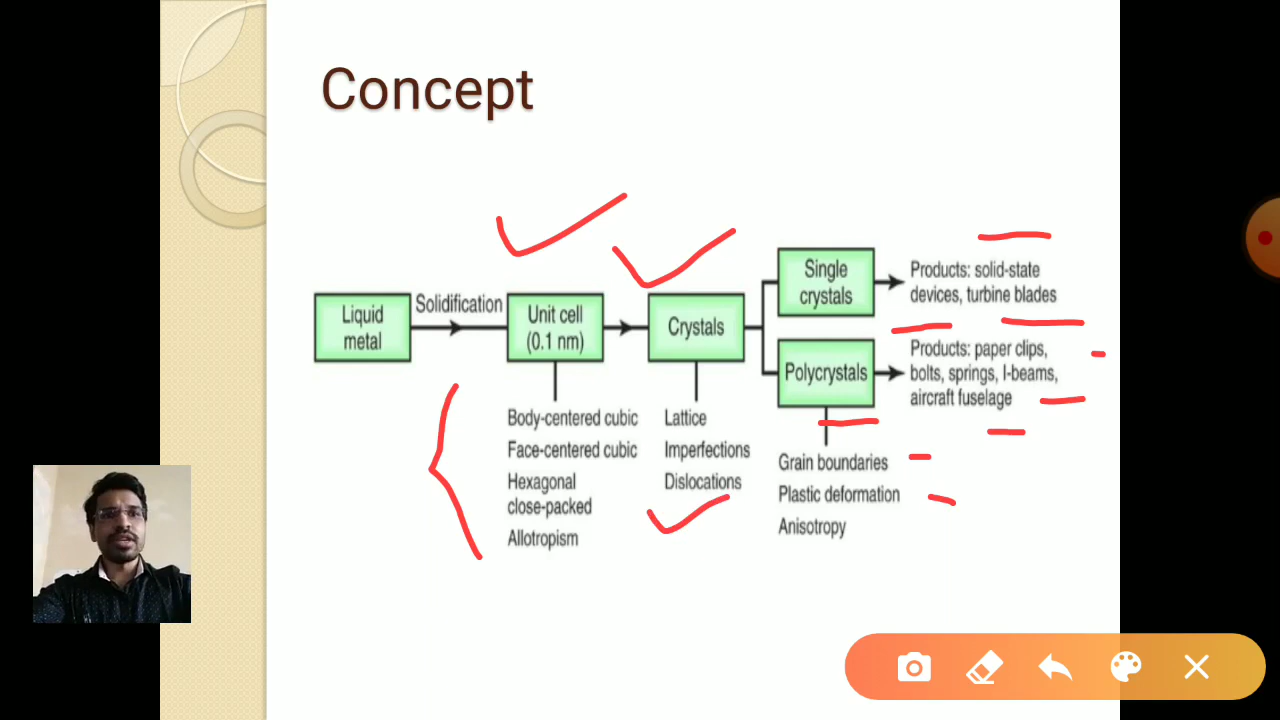 Concept
Liquid
metal
Solidification
Unit cell
(0.1 nm)
Crystals
Single
crystals
Products: solid-state
devices, turbine blades
Polycrystals
Products: paper clips,
bolts, springs, I-beams,
aircraft fuselage
Body-centered cubic
Face-centered cubic
Hexagonal
close-packed
Allotropism
Lattice
Imperfections
Dislocations
Grain boundaries
Plastic deformation
Anisotropy